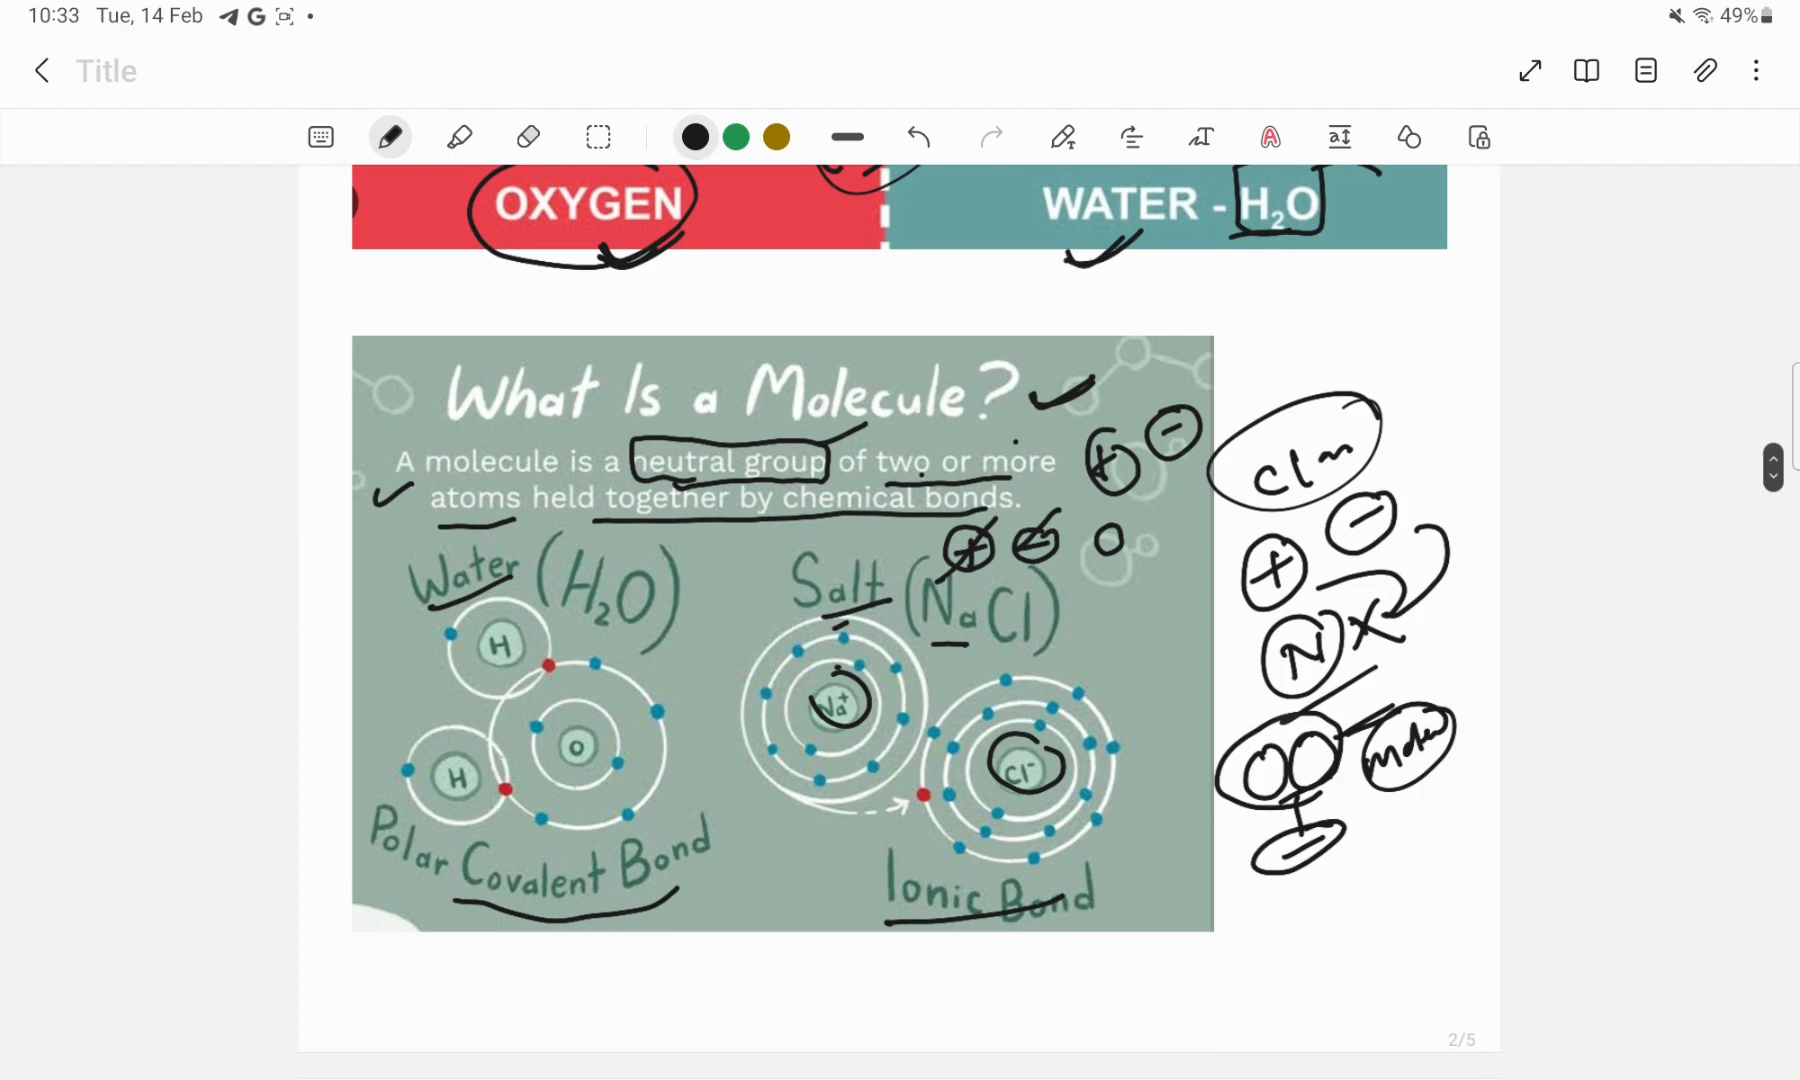 10:33 Tue, 14 Feb
49%
Title
OXYGEN
WATER - H₂O
What Is a Molecule?
A molecule is a neutral group of two or more
atoms held together by chemical bonds.
Water (H₂O)
Salt (NaCl)
H
H
O
Na⁺
Cl⁻
Polar Covalent Bond
Ionic Bond
+ −
+ − O
+ −
N X
OO
2/5